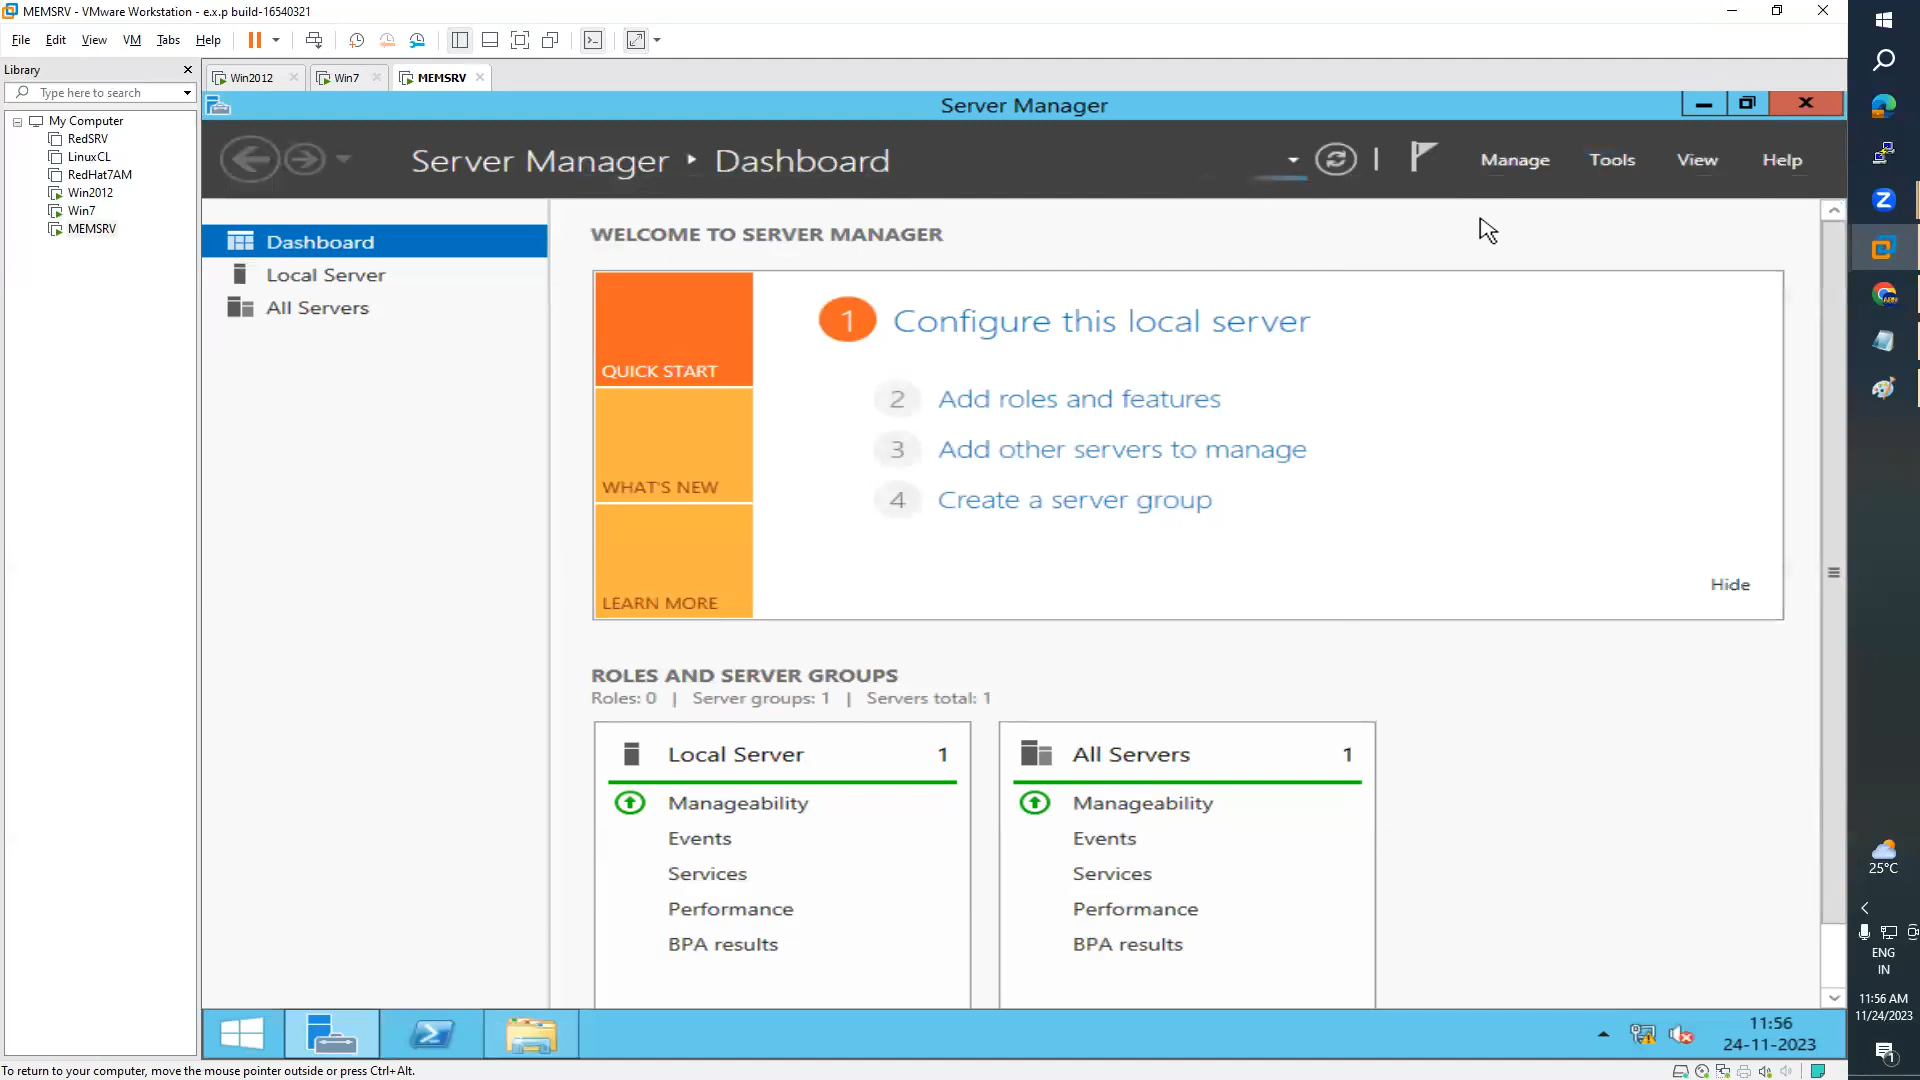 MEMSRV - VMware Workstation - e.x.p build-16540321
File Edit View VM Tabs Help
Library
Type here to search
My Computer
RedSRV
LinuxCL
RedHat7AM
Win2012
Win7
MEMSRV
Win2012 Win7 MEMSRV
Server Manager
Server Manager Dashboard
Manage Tools View Help
Dashboard
Local Server
All Servers
WELCOME TO SERVER MANAGER
QUICK START
WHAT'S NEW
LEARN MORE
1 Configure this local server
2 Add roles and features
3 Add other servers to manage
4 Create a server group
Hide
ROLES AND SERVER GROUPS
Roles: 0 | Server groups: 1 | Servers total: 1
Local Server 1
Manageability
Events
Services
Performance
BPA results
All Servers 1
Manageability
Events
Services
Performance
BPA results
11:56
24-11-2023
To return to your computer, move the mouse pointer outside or press Ctrl+Alt.
25°C
ENG
IN
11:56 AM
11/24/2023
1